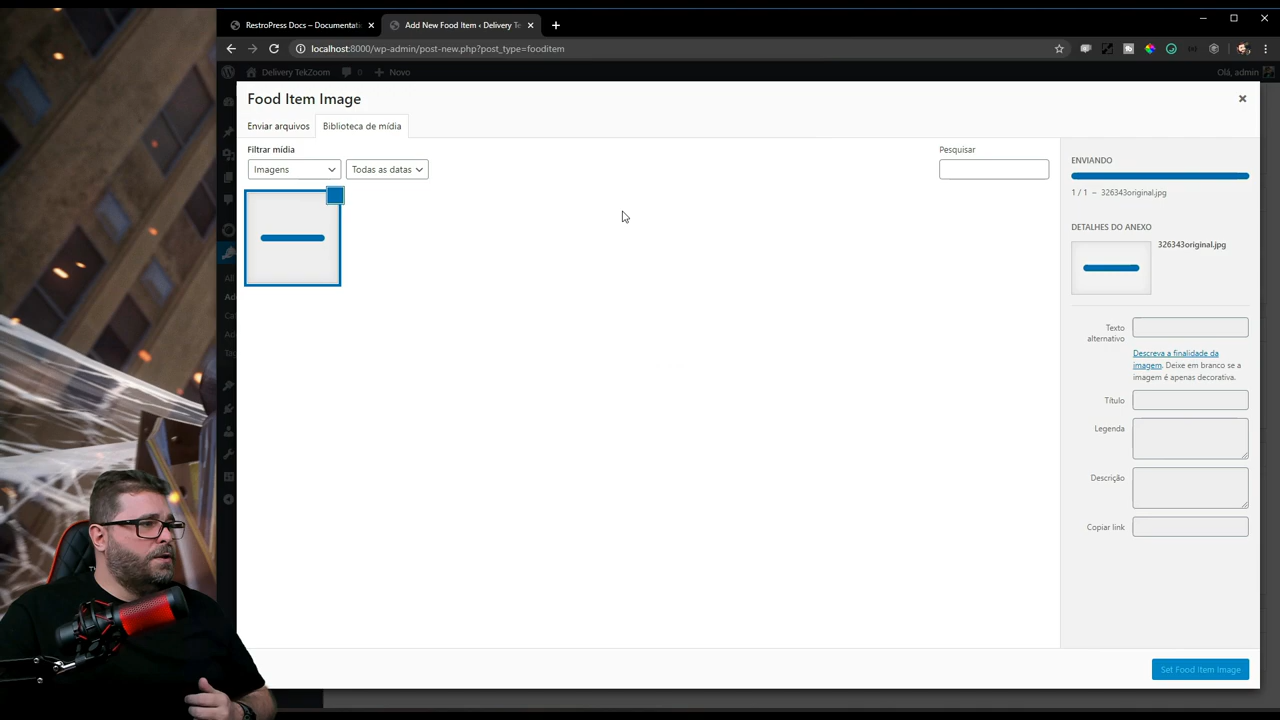 RestroPress Docs – Documentati
Add New Food Item ‹ Delivery Te
localhost:8000/wp-admin/post-new.php?post_type=fooditem
Delivery TekZoom
0
Novo
Olá, admin
Food Item Image
Enviar arquivos
Biblioteca de mídia
Filtrar mídia
Imagens
Todas as datas
Pesquisar
ENVIANDO
1 / 1 – 326343original.jpg
DETALHES DO ANEXO
326343original.jpg
Texto
alternativo
Descreva a finalidade da
imagem. Deixe em branco se a
imagem é apenas decorativa.
Título
Legenda
Descrição
Copiar link
Set Food Item Image